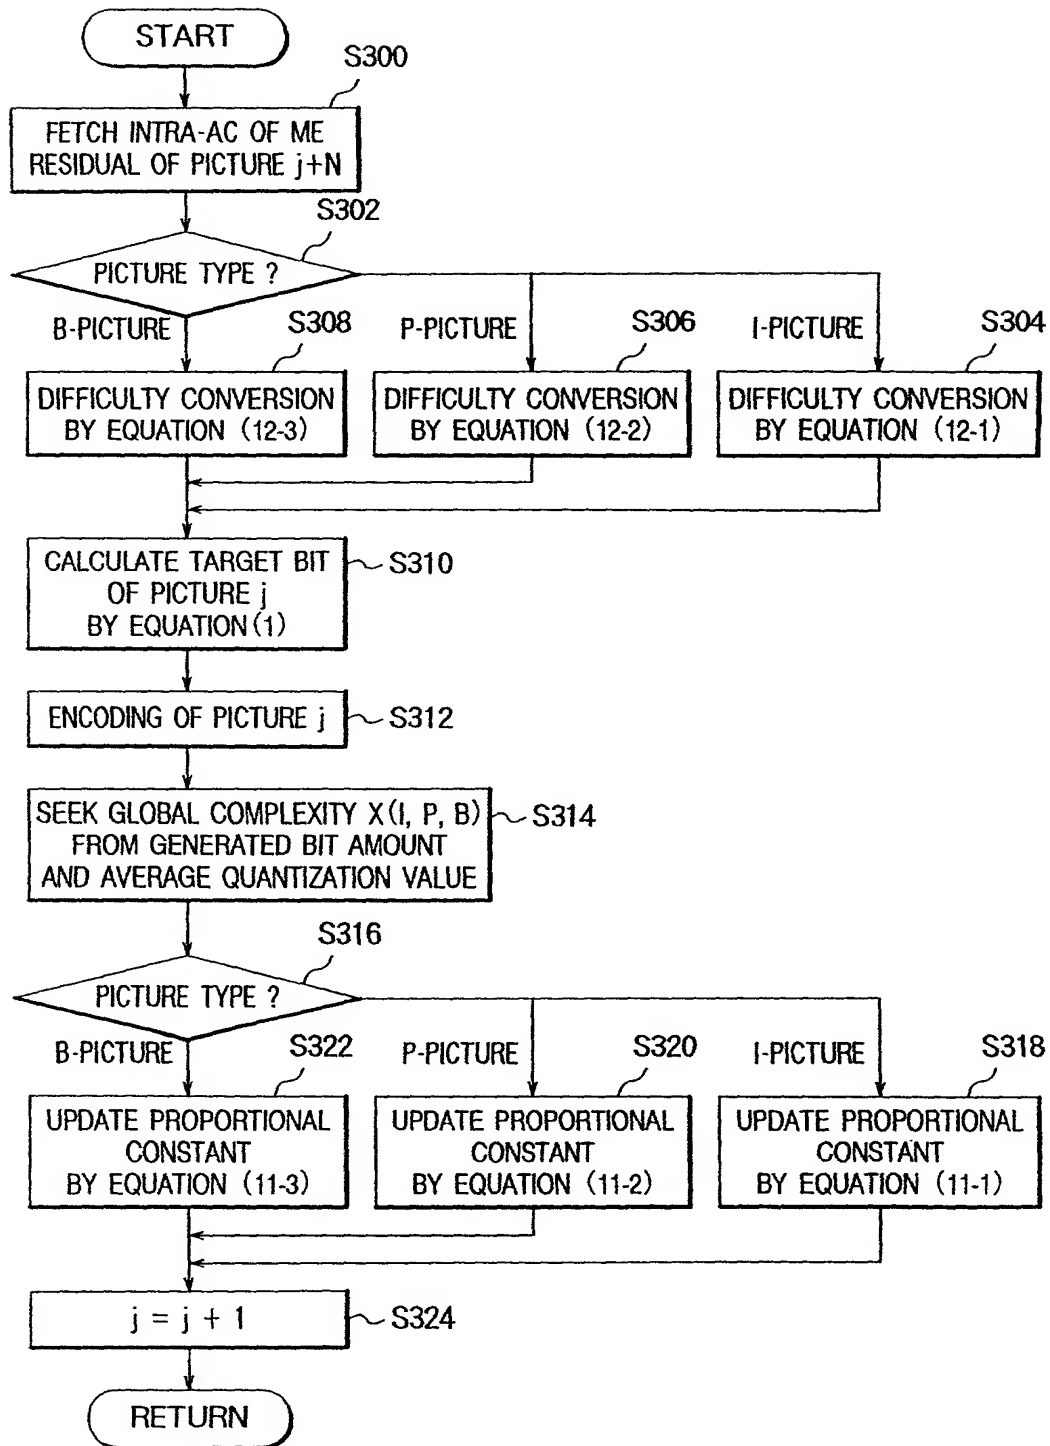 START
S300
FETCH INTRA-AC OF ME
RESIDUAL OF PICTURE j+N
S302
PICTURE TYPE ?
B-PICTURE
S308
P-PICTURE
S306
I-PICTURE
S304
DIFFICULTY CONVERSION
BY EQUATION (12-3)
DIFFICULTY CONVERSION
BY EQUATION (12-2)
DIFFICULTY CONVERSION
BY EQUATION (12-1)
CALCULATE TARGET BIT
OF PICTURE j
BY EQUATION(1)
S310
ENCODING OF PICTURE j
S312
SEEK GLOBAL COMPLEXITY X(I, P, B)
FROM GENERATED BIT AMOUNT
AND AVERAGE QUANTIZATION VALUE
S314
S316
PICTURE TYPE ?
B-PICTURE
S322
P-PICTURE
S320
I-PICTURE
S318
UPDATE PROPORTIONAL
CONSTANT
BY EQUATION (11-3)
UPDATE PROPORTIONAL
CONSTANT
BY EQUATION (11-2)
UPDATE PROPORTIONAL
CONSTANT
BY EQUATION (11-1)
j = j + 1
S324
RETURN